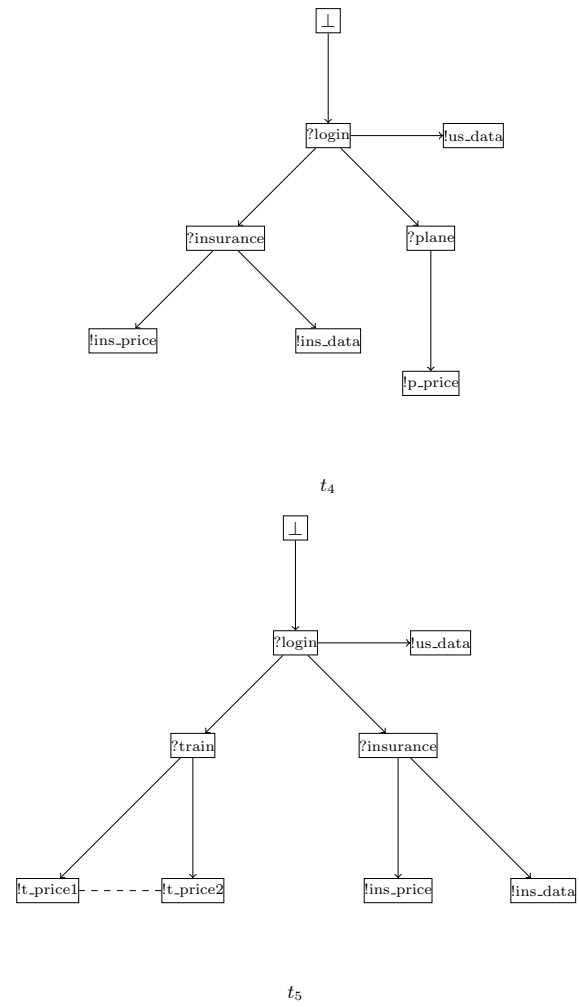 ⊥
?login !us_data
?insurance ?plane
!ins_price !ins_data
!p_price
t₄
⊥
?login !us_data
?train ?insurance
!t_price1 !t_price2 !ins_price !ins_data
t₅